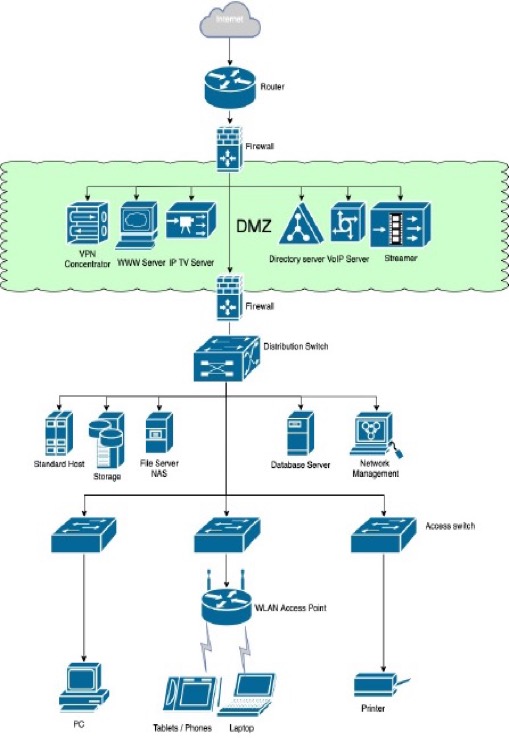 Internet
Router
Firewall
DMZ
VPN
Concentrator
WWW Server
IP TV Server
Directory server
VoIP Server
Streamer
Firewall
Distribution Switch
Standard Host
Storage
File Server
NAS
Database Server
Network
Management
Access switch
WLAN Access Point
PC
Tablets / Phones
Laptop
Printer